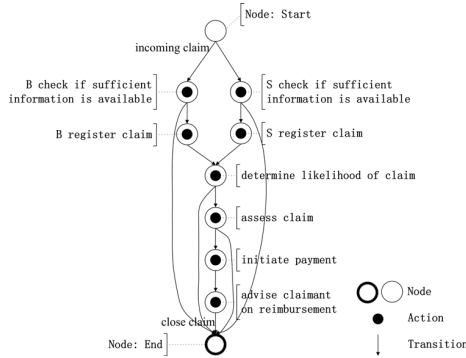 Node: Start
incoming claim
B check if sufficient
information is available
S check if sufficient
information is available
B register claim
S register claim
determine likelihood of claim
assess claim
initiate payment
advise claimant
on reimbursement
close claim
Node: End
Node
Action
Transition